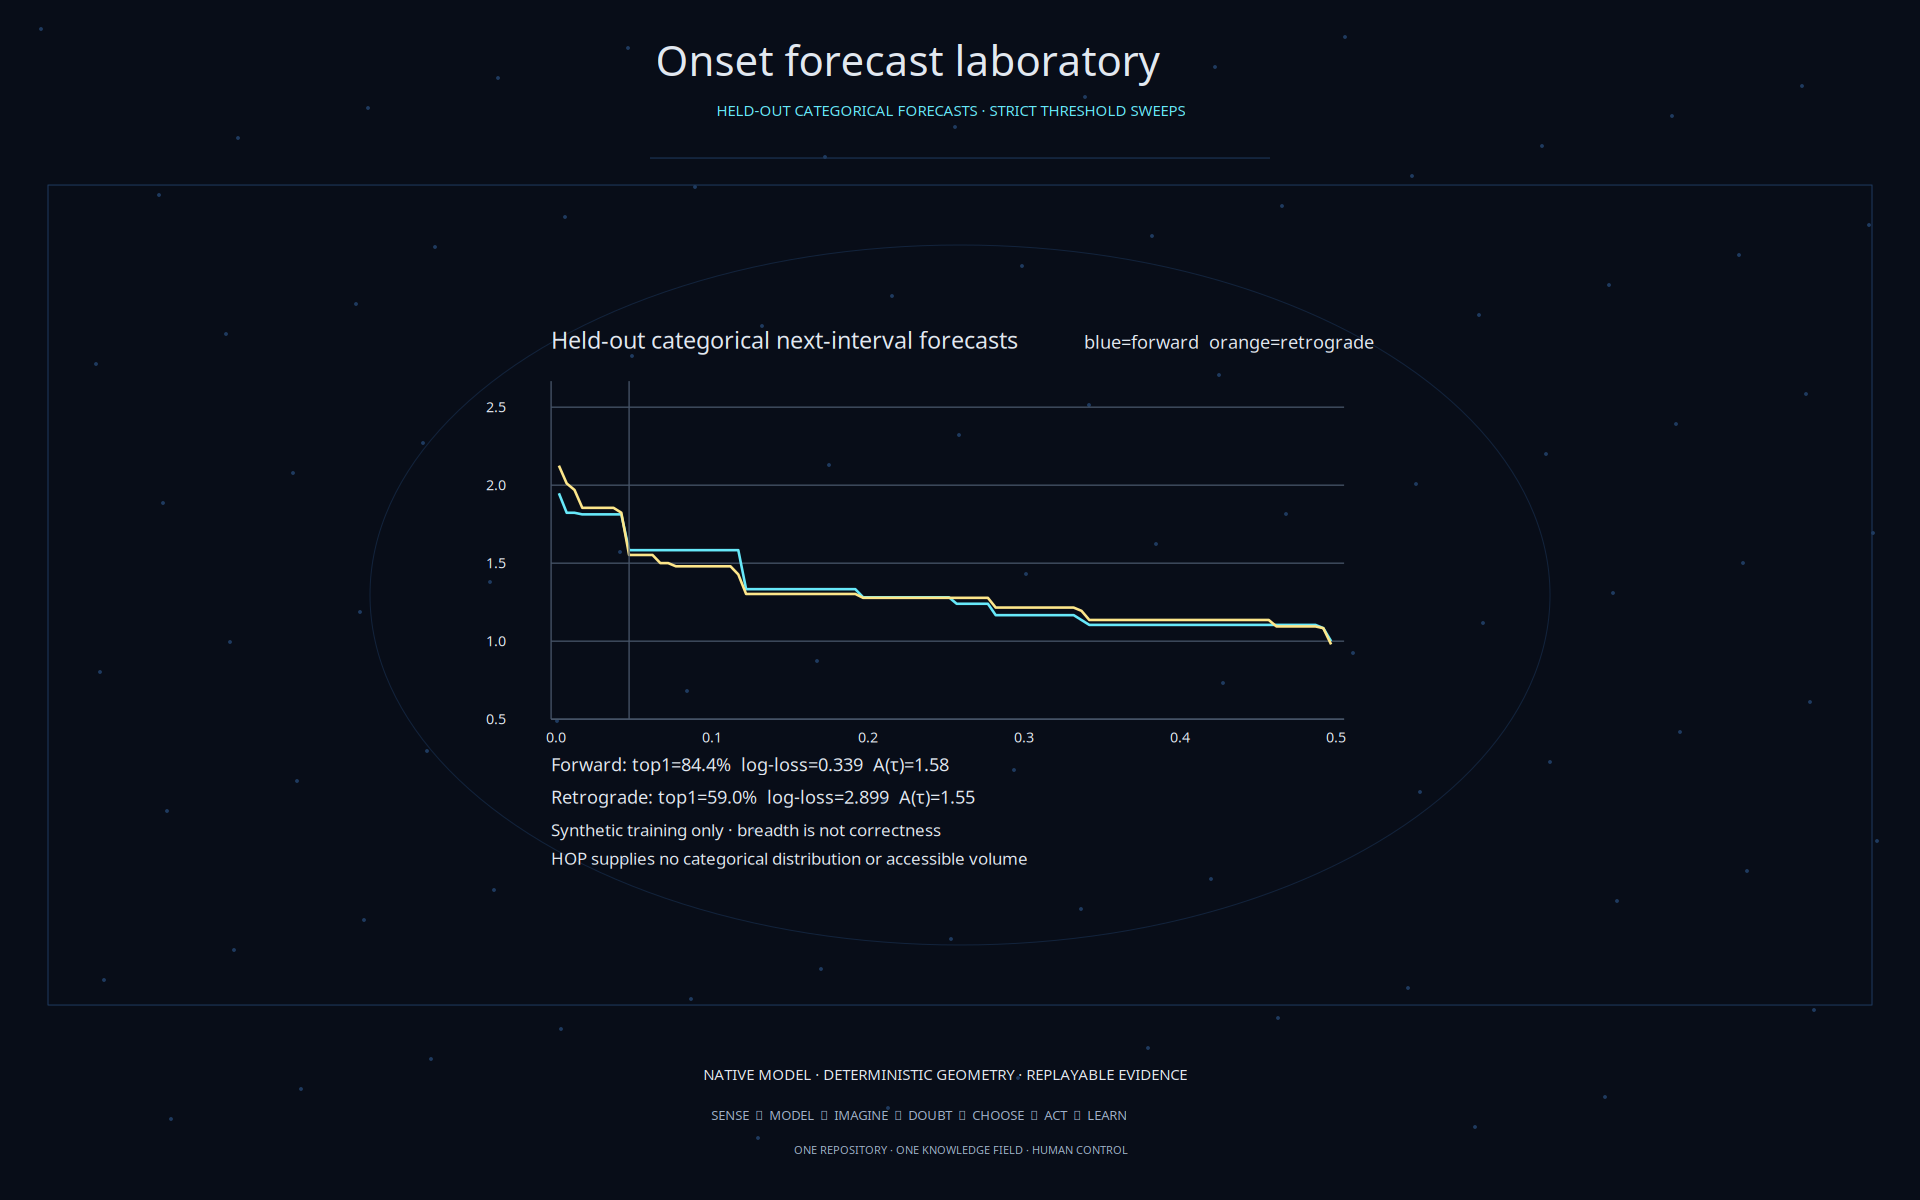 Onset forecast laboratory
HELD-OUT CATEGORICAL FORECASTS · STRICT THRESHOLD SWEEPS
Held-out categorical next-interval forecasts
blue=forward orange=retrograde
2.5
2.0
1.5
1.0
0.5
0.0 0.1 0.2 0.3 0.4 0.5
Forward: top1=84.4% log-loss=0.339 A(τ)=1.58
Retrograde: top1=59.0% log-loss=2.899 A(τ)=1.55
Synthetic training only · breadth is not correctness
HOP supplies no categorical distribution or accessible volume
NATIVE MODEL · DETERMINISTIC GEOMETRY · REPLAYABLE EVIDENCE
SENSE ▯ MODEL ▯ IMAGINE ▯ DOUBT ▯ CHOOSE ▯ ACT ▯ LEARN
ONE REPOSITORY · ONE KNOWLEDGE FIELD · HUMAN CONTROL